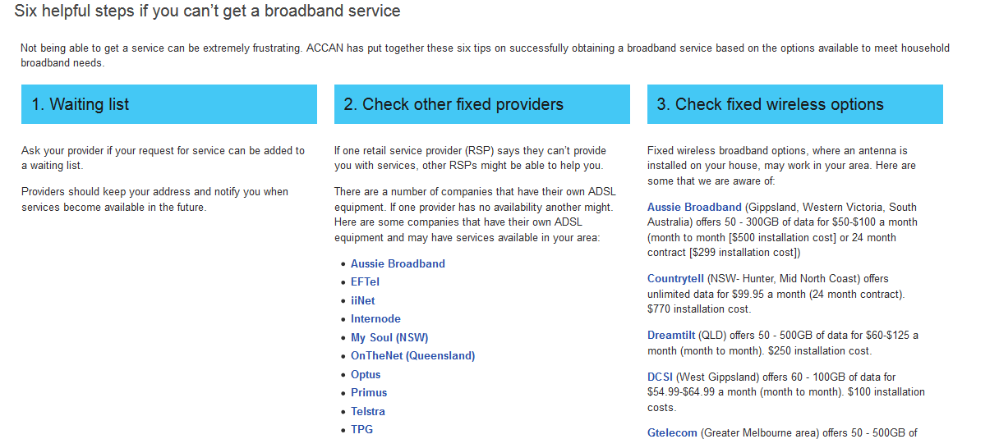 Six helpful steps if you can't get a broadband service
Not being able to get a service can be extremely frustrating. ACCAN has put together these six tips on successfully obtaining a broadband service based on the options available to meet household
broadband needs.
1. Waiting list
Ask your provider if your request for service can be added to
a waiting list.
Providers should keep your address and notify you when
services become available in the future.
2. Check other fixed providers
If one retail service provider (RSP) says they can't provide
you with services, other RSPs might be able to help you.
There are a number of companies that have their own ADSL
equipment. If one provider has no availability another might.
Here are some companies that have their own ADSL
equipment and may have services available in your area:
• Aussie Broadband
• EFTel
• iiNet
• Internode
• My Soul (NSW)
• OnTheNet (Queensland)
• Optus
• Primus
• Telstra
• TPG
3. Check fixed wireless options
Fixed wireless broadband options, where an antenna is
installed on your house, may work in your area. Here are
some that we are aware of:
Aussie Broadband (Gippsland, Western Victoria, South
Australia) offers 50 - 300GB of data for $50-$100 a month
(month to month [$500 installation cost] or 24 month
contract [$299 installation cost])
Countrytell (NSW- Hunter, Mid North Coast) offers
unlimited data for $99.95 a month (24 month contract).
$770 installation cost.
Dreamtilt (QLD) offers 50 - 500GB of data for $60-$125 a
month (month to month). $250 installation cost.
DCSI (West Gippsland) offers 60 - 100GB of data for
$54.99-$64.99 a month (month to month). $100 installation
costs.
Gtelecom (Greater Melbourne area) offers 50 - 500GB of